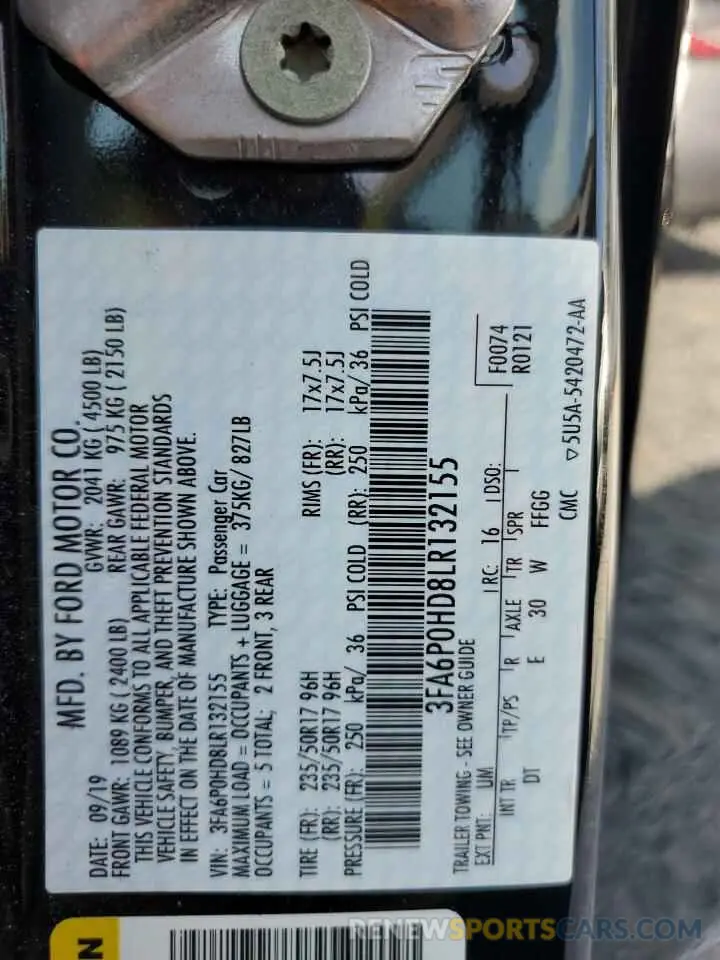 MFD. BY FORD MOTOR CO.
DATE: 09/19 GVWR: 2041 KG ( 4500 LB)
FRONT GAWR: 1089 KG ( 2400 LB) REAR GAWR: 975 KG ( 2150 LB)
THIS VEHICLE CONFORMS TO ALL APPLICABLE FEDERAL MOTOR
VEHICLE SAFETY, BUMPER, AND THEFT PREVENTION STANDARDS
IN EFFECT ON THE DATE OF MANUFACTURE SHOWN ABOVE.
VIN: 3FA6P0HD8LR132155 TYPE: Passenger Car
MAXIMUM LOAD = OCCUPANTS + LUGGAGE = 375KG/ 827LB
OCCUPANTS = 5 TOTAL; 2 FRONT, 3 REAR
TIRE (FR): 235/50R17 96H RIMS (FR): 17x7.5J
(RR): 235/50R17 96H (RR): 17x7.5J
PRESSURE (FR): 250 kPa/ 36 PSI COLD (RR): 250 kPa/ 36 PSI COLD
3FA6P0HD8LR132155
TRAILER TOWING - SEE OWNER GUIDE
F0074
R0121
EXT PNT: UM RC: 16 DSO:
INT TR TP/PS R AXLE TR SPR
DT E 30 W FFGG
CMC ▽5U5A-5420472-AA
N
RENEWSPORTSCARS.COM